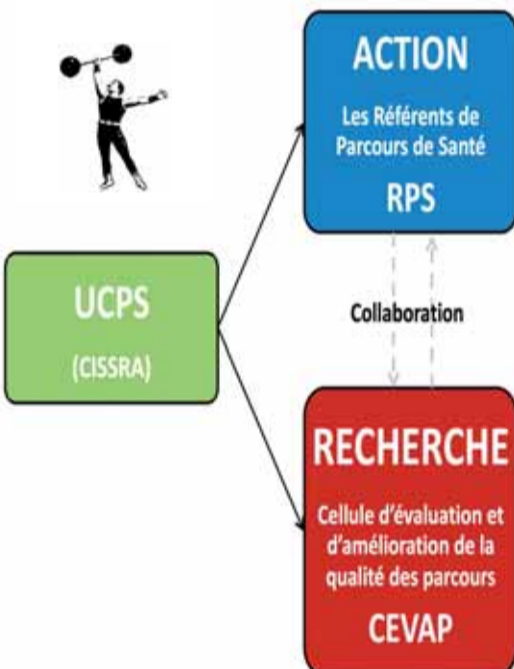 UCPS
(CISSRA)
ACTION
Les Référents de
Parcours de Santé
RPS
Collaboration
RECHERCHE
Cellule d'évaluation et
d'amélioration de la
qualité des parcours
CEVAP